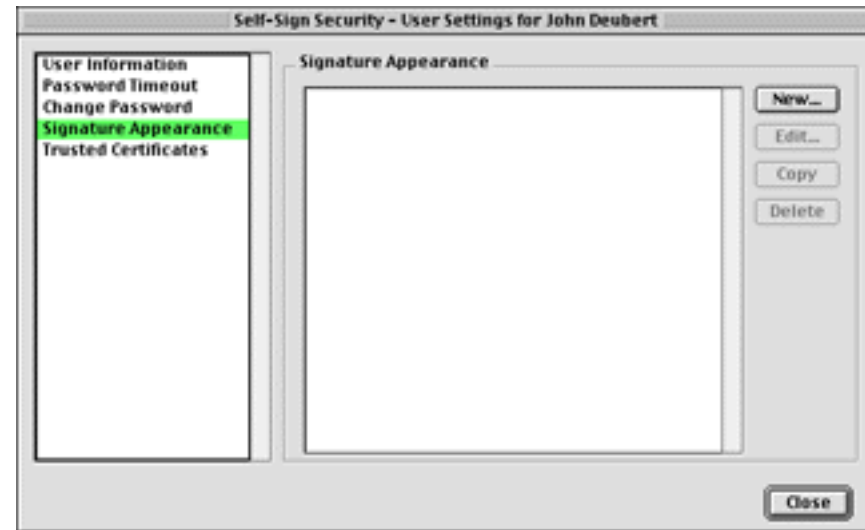 Self-Sign Security - User Settings for John Deubert
User Information
Password Timeout
Change Password
Signature Appearance
Trusted Certificates
Signature Appearance
New...
Edit...
Copy
Delete
Close